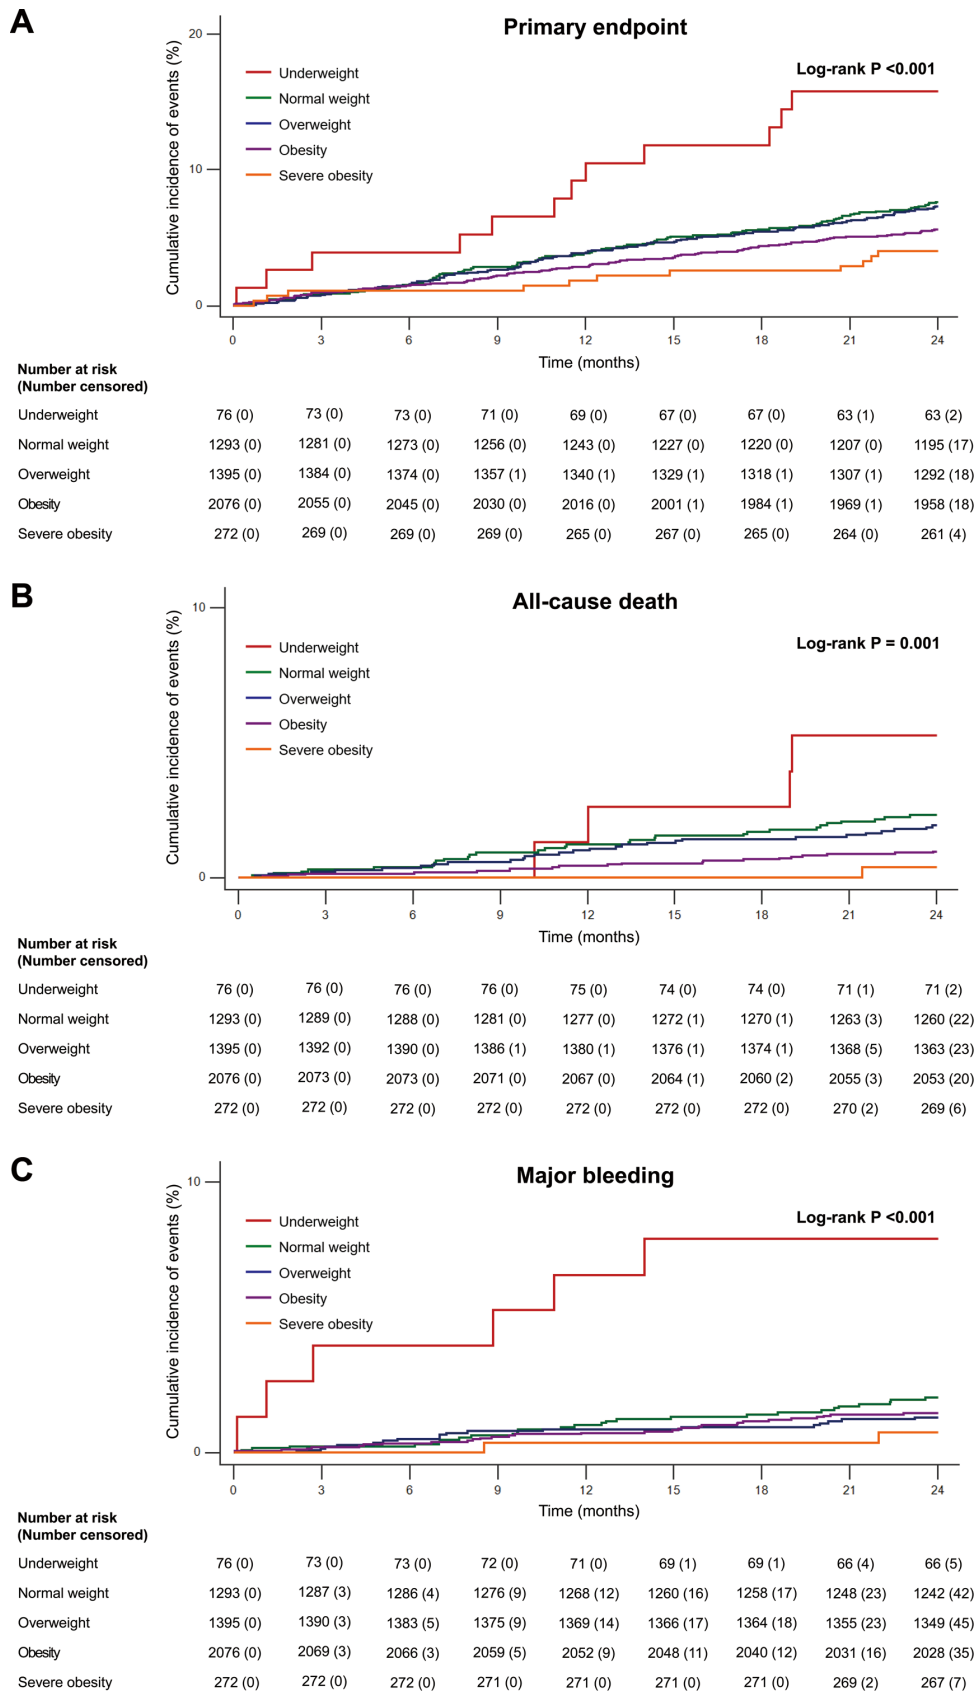 A
Primary endpoint
Log-rank P <0.001
Cumulative incidence of events (%)
20
10
0
Underweight
Normal weight
Overweight
Obesity
Severe obesity
0 3 6 9 12 15 18 21 24
Time (months)
Number at risk
(Number censored)
Underweight 76 (0) 73 (0) 73 (0) 71 (0) 69 (0) 67 (0) 67 (0) 63 (1) 63 (2)
Normal weight 1293 (0) 1281 (0) 1273 (0) 1256 (0) 1243 (0) 1227 (0) 1220 (0) 1207 (0) 1195 (17)
Overweight 1395 (0) 1384 (0) 1374 (0) 1357 (1) 1340 (1) 1329 (1) 1318 (1) 1307 (1) 1292 (18)
Obesity 2076 (0) 2055 (0) 2045 (0) 2030 (0) 2016 (0) 2001 (1) 1984 (1) 1969 (1) 1958 (18)
Severe obesity 272 (0) 269 (0) 269 (0) 269 (0) 265 (0) 267 (0) 265 (0) 264 (0) 261 (4)
B
All-cause death
Log-rank P = 0.001
Cumulative incidence of events (%)
10
0
Underweight
Normal weight
Overweight
Obesity
Severe obesity
0 3 6 9 12 15 18 21 24
Time (months)
Number at risk
(Number censored)
Underweight 76 (0) 76 (0) 76 (0) 76 (0) 75 (0) 74 (0) 74 (0) 71 (1) 71 (2)
Normal weight 1293 (0) 1289 (0) 1288 (0) 1281 (0) 1277 (0) 1272 (1) 1270 (1) 1263 (3) 1260 (22)
Overweight 1395 (0) 1392 (0) 1390 (0) 1386 (1) 1380 (1) 1376 (1) 1374 (1) 1368 (5) 1363 (23)
Obesity 2076 (0) 2073 (0) 2073 (0) 2071 (0) 2067 (0) 2064 (1) 2060 (2) 2055 (3) 2053 (20)
Severe obesity 272 (0) 272 (0) 272 (0) 272 (0) 272 (0) 272 (0) 272 (0) 270 (2) 269 (6)
C
Major bleeding
Log-rank P <0.001
Cumulative incidence of events (%)
10
0
Underweight
Normal weight
Overweight
Obesity
Severe obesity
0 3 6 9 12 15 18 21 24
Time (months)
Number at risk
(Number censored)
Underweight 76 (0) 73 (0) 73 (0) 72 (0) 71 (0) 69 (1) 69 (1) 66 (4) 66 (5)
Normal weight 1293 (0) 1287 (3) 1286 (4) 1276 (9) 1268 (12) 1260 (16) 1258 (17) 1248 (23) 1242 (42)
Overweight 1395 (0) 1390 (3) 1383 (5) 1375 (9) 1369 (14) 1366 (17) 1364 (18) 1355 (23) 1349 (45)
Obesity 2076 (0) 2069 (3) 2066 (3) 2059 (5) 2052 (9) 2048 (11) 2040 (12) 2031 (16) 2028 (35)
Severe obesity 272 (0) 272 (0) 272 (0) 271 (0) 271 (0) 271 (0) 271 (0) 269 (2) 267 (7)